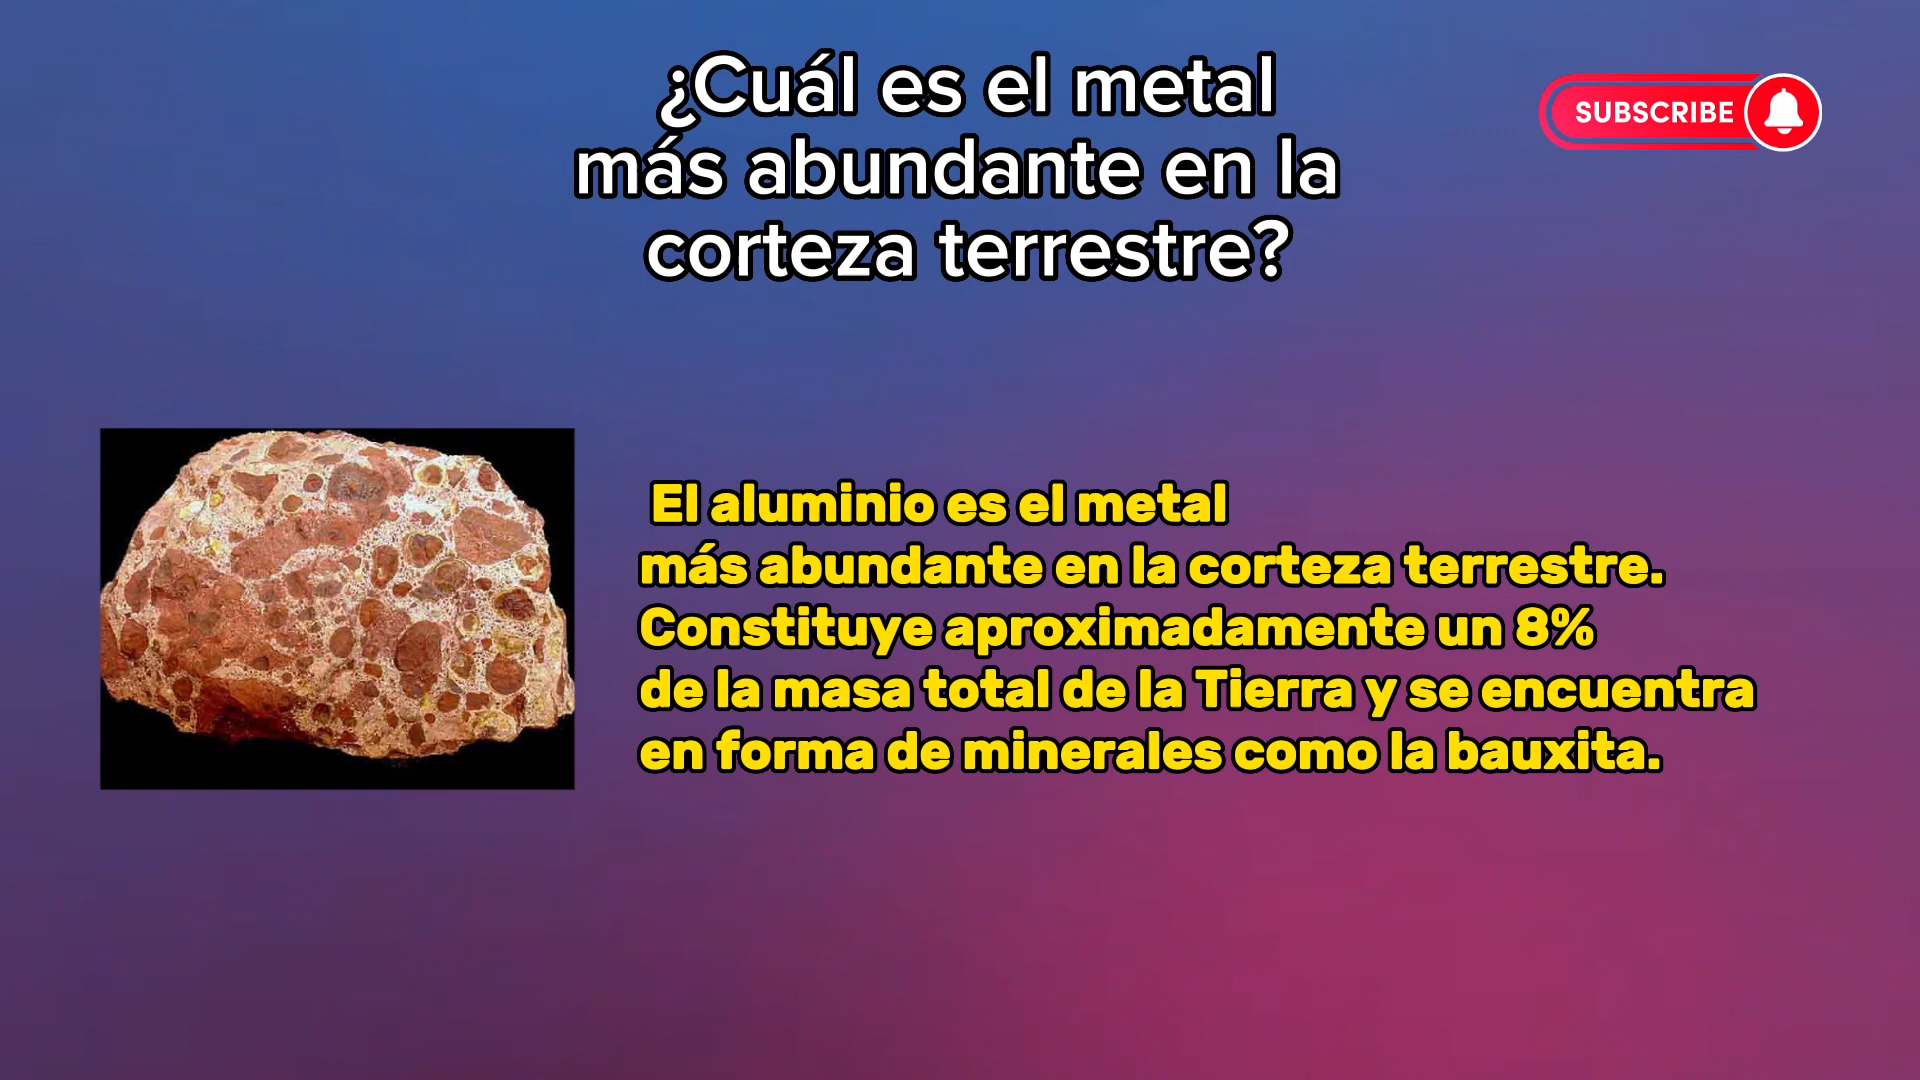 ¿Cuál es el metal
más abundante en la
corteza terrestre?
SUBSCRIBE
El aluminio es el metal
más abundante en la corteza terrestre.
Constituye aproximadamente un 8%
de la masa total de la Tierra y se encuentra
en forma de minerales como la bauxita.